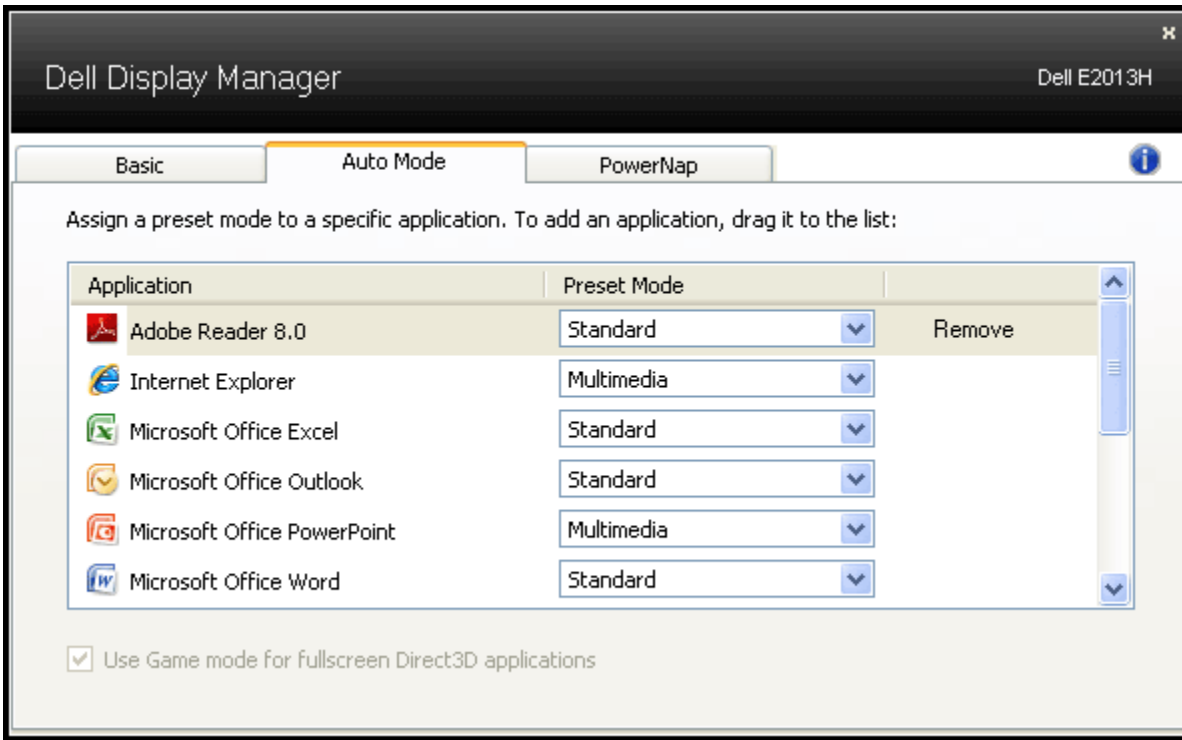 Dell Display Manager
Dell E2013H
Basic
Auto Mode
PowerNap
Assign a preset mode to a specific application. To add an application, drag it to the list:
Application Preset Mode
Adobe Reader 8.0 Standard Remove
Internet Explorer Multimedia
Microsoft Office Excel Standard
Microsoft Office Outlook Standard
Microsoft Office PowerPoint Multimedia
Microsoft Office Word Standard
Use Game mode for fullscreen Direct3D applications